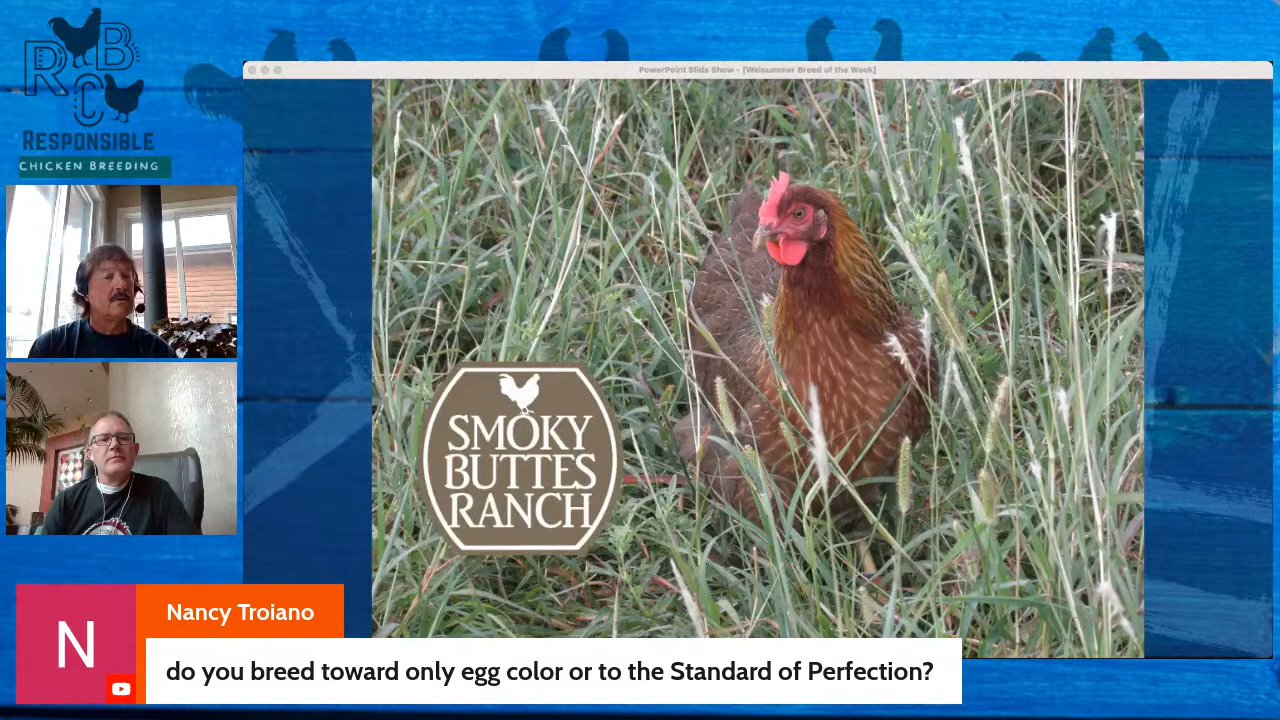 RBC
RESPONSIBLE
CHICKEN BREEDING
PowerPoint Slide Show - [Welsummer Breed of the Week]
SMOKY
BUTTES
RANCH
N
Nancy Troiano
do you breed toward only egg color or to the Standard of Perfection?